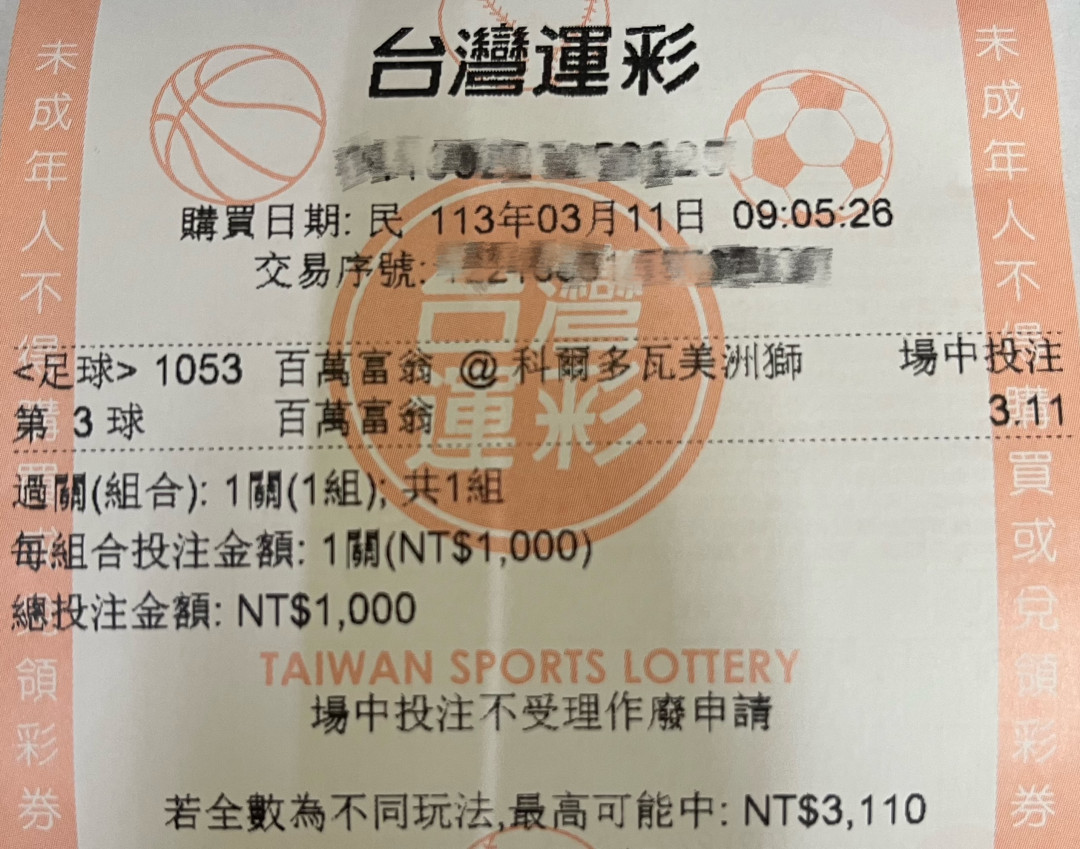 台灣運彩
購買日期: 民 113年03月11日 09:05:26
交易序號:
<足球> 1053 百萬富翁 @ 科爾多瓦美洲獅 場中投注
第 3 球 百萬富翁 3.11
過關(組合): 1關(1組); 共1組
每組合投注金額: 1關(NT$1,000)
總投注金額: NT$1,000
TAIWAN SPORTS LOTTERY
場中投注不受理作廢申請
若全數為不同玩法,最高可能中: NT$3,110
台灣
運彩
未成年人不得購買或兌領彩券
未成年人不得購買或兌領彩券